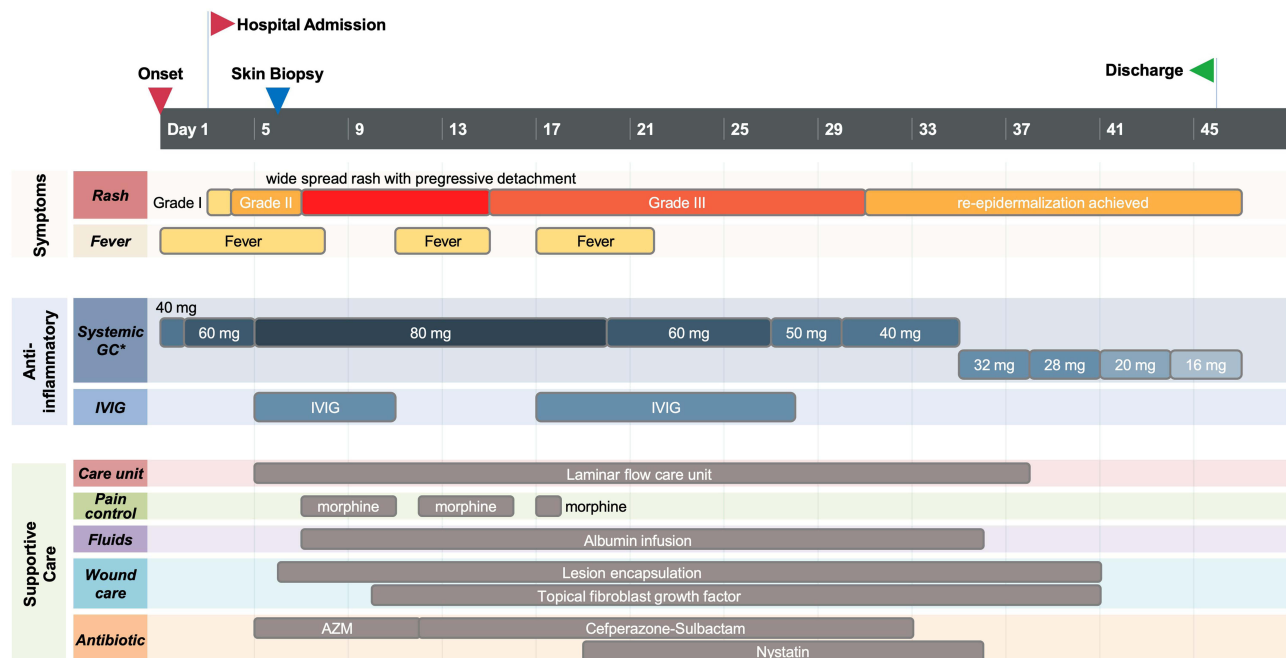 Hospital Admission
Onset
Skin Biopsy
Discharge
Day 1 5 9 13 17 21 25 29 33 37 41 45
Symptoms
Rash
wide spread rash with pregressive detachment
Grade I Grade II Grade III re-epidermalization achieved
Fever
Fever Fever Fever
Anti-
inflammatory
Systemic
GC*
40 mg
60 mg 80 mg 60 mg 50 mg 40 mg
32 mg 28 mg 20 mg 16 mg
IVIG
IVIG IVIG
Supportive
Care
Care unit
Laminar flow care unit
Pain
control
morphine morphine morphine
Fluids
Albumin infusion
Wound
care
Lesion encapsulation
Topical fibroblast growth factor
Antibiotic
AZM Cefperazone-Sulbactam
Nystatin